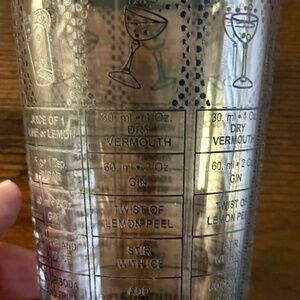 JUICE OF 1
LIME or LEMON
GIN
30. ml • 1 Oz.
DRY
VERMOUTH
60. ml • 2 Oz.
GIN
TWIST OF
LEMON PEEL
STIR
WITH ICE
ADD
30. ml • 1 Oz.
DRY
VERMOUTH
60. ml • 2 Oz.
GIN
TWIST OF
LEMON PEEL
STIR